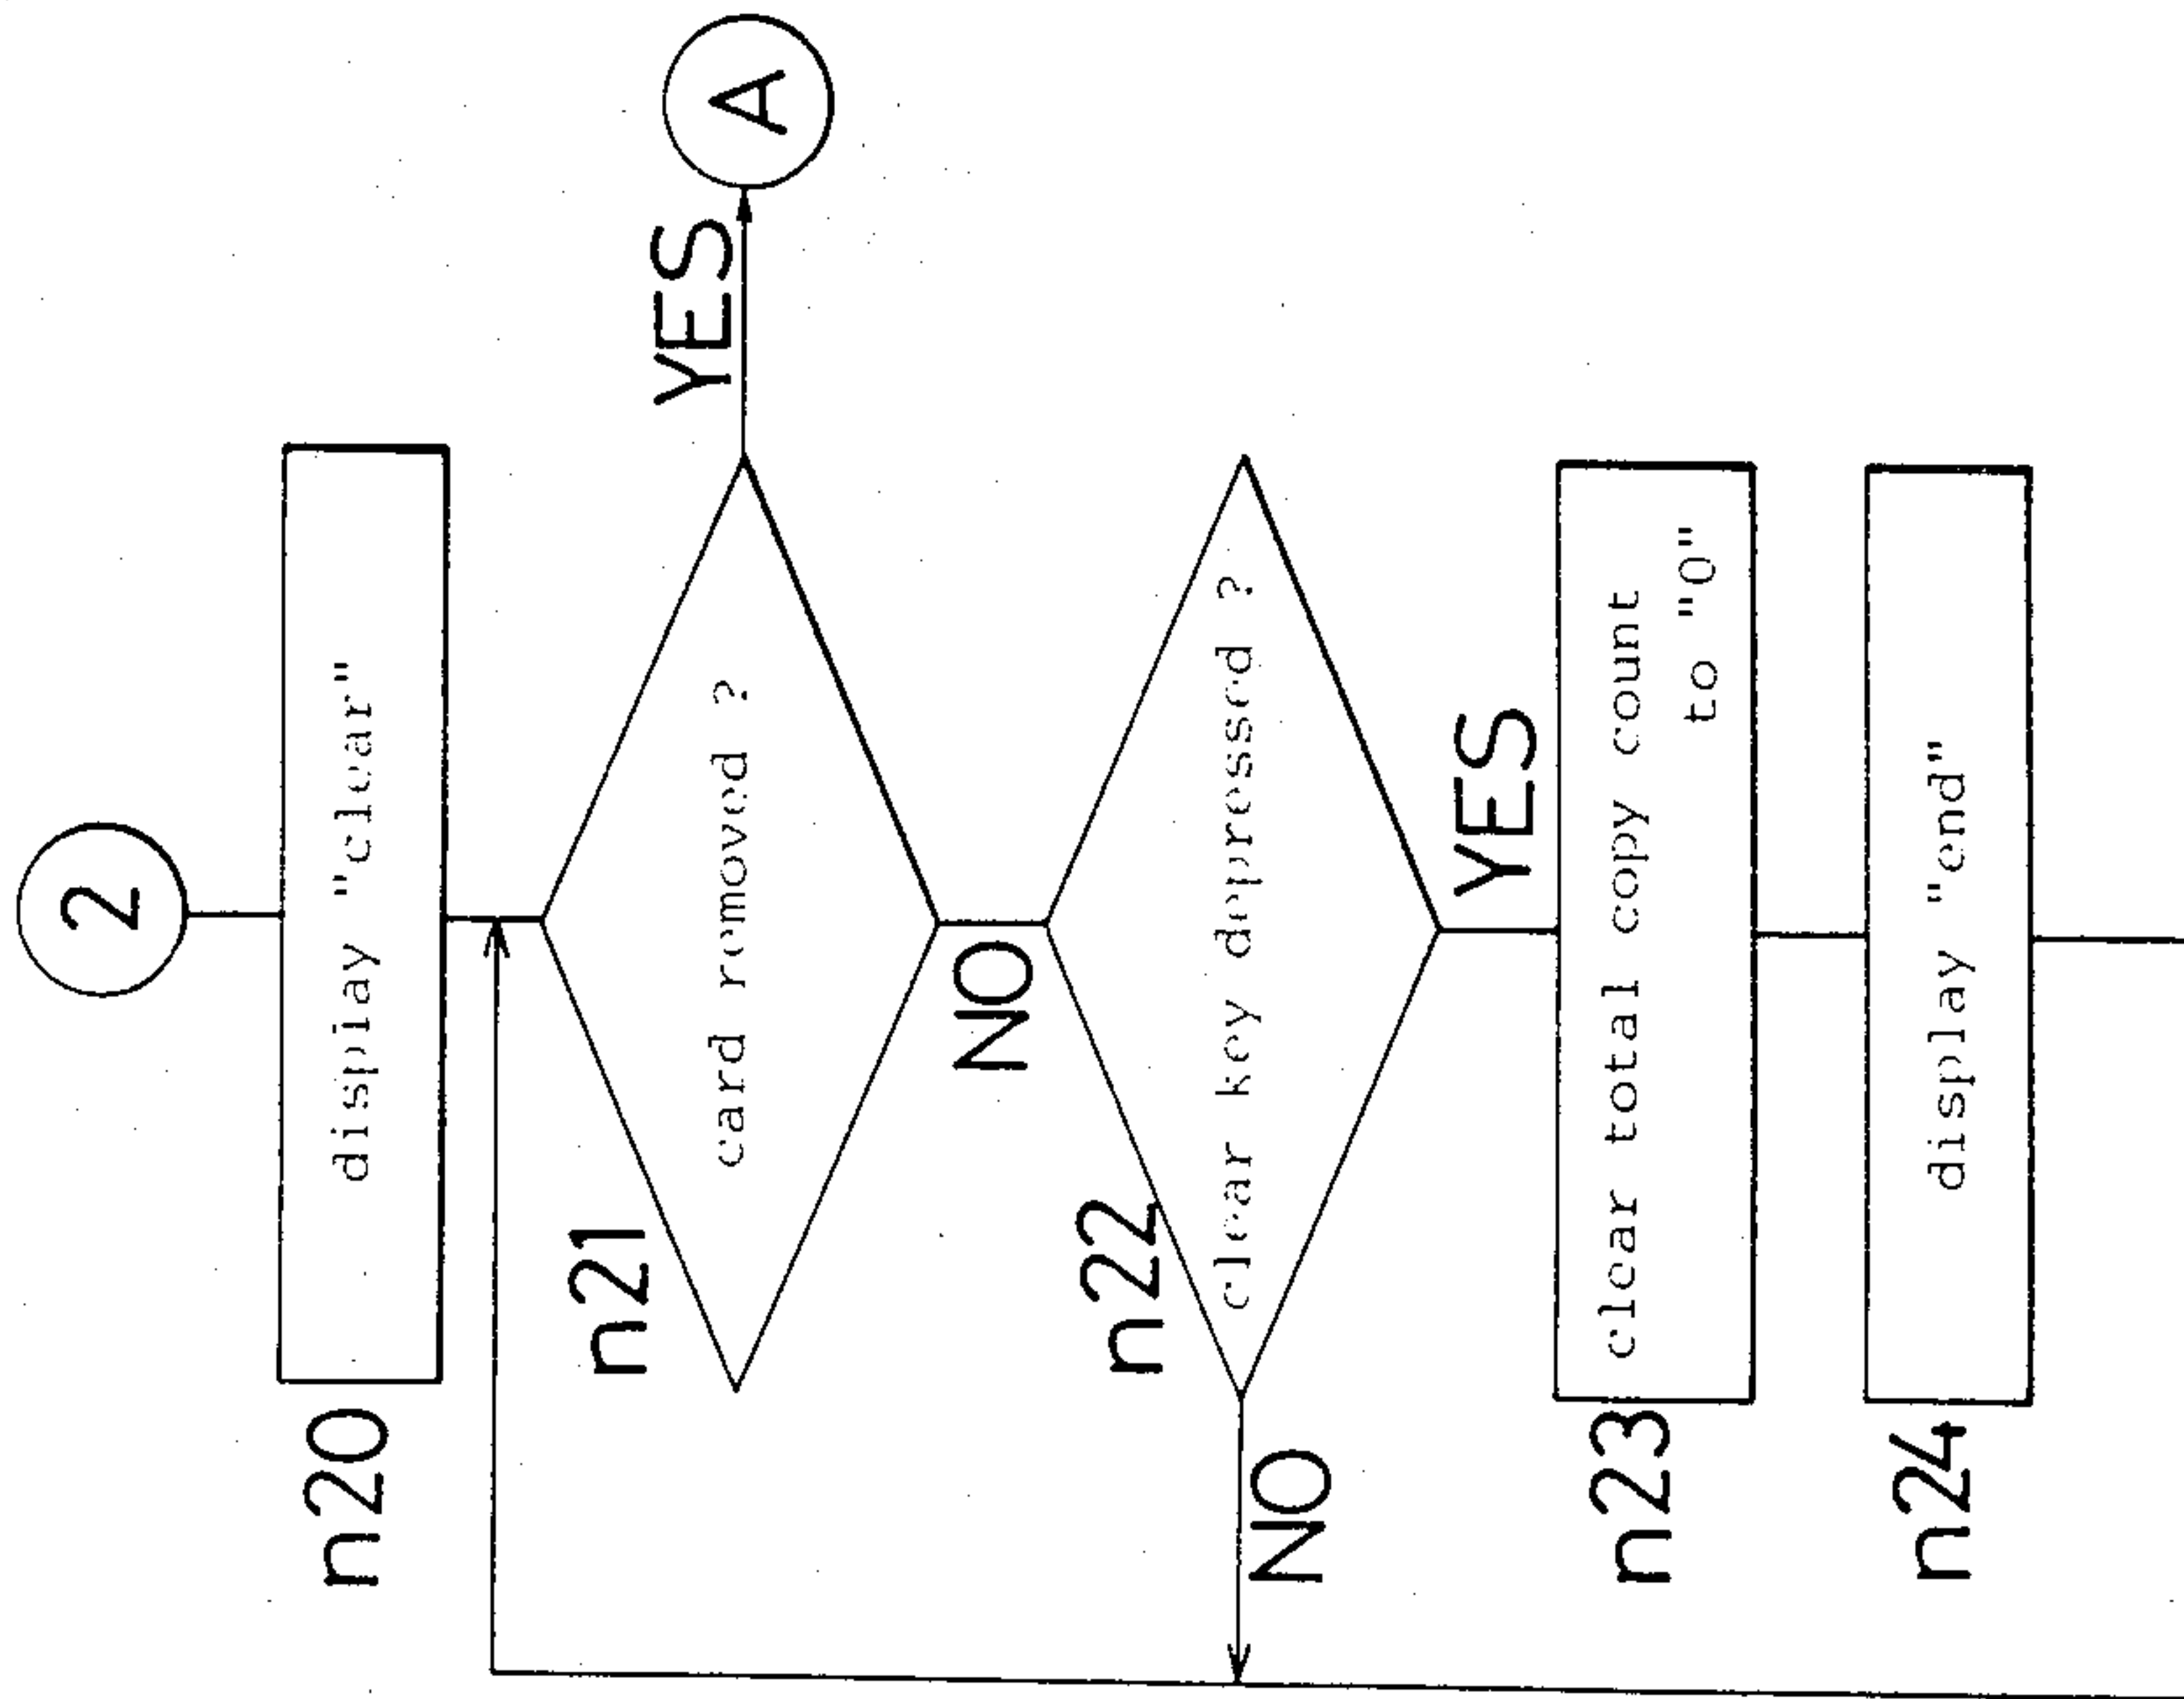 2
n20
display "clear"
n21
card removed ?
YES
A
NO
n22
clear key depressed ?
NO
YES
n23
clear total copy count
to "0"
n24
display "end"